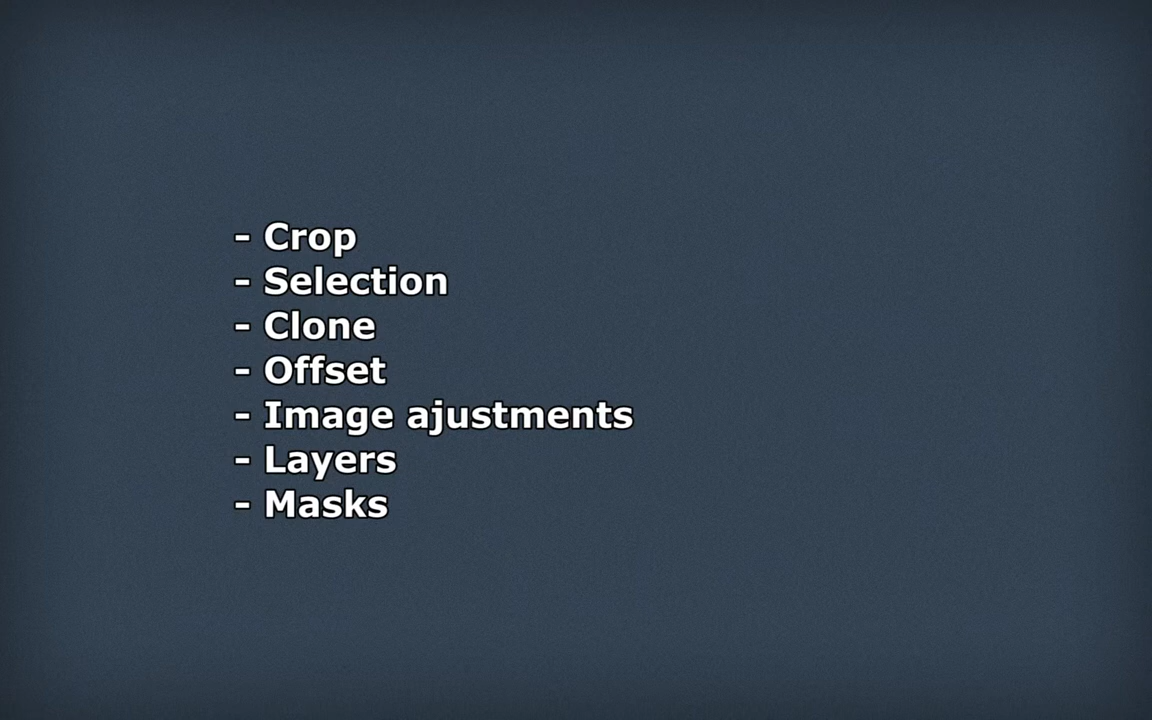 - Crop
- Selection
- Clone
- Offset
- Image ajustments
- Layers
- Masks